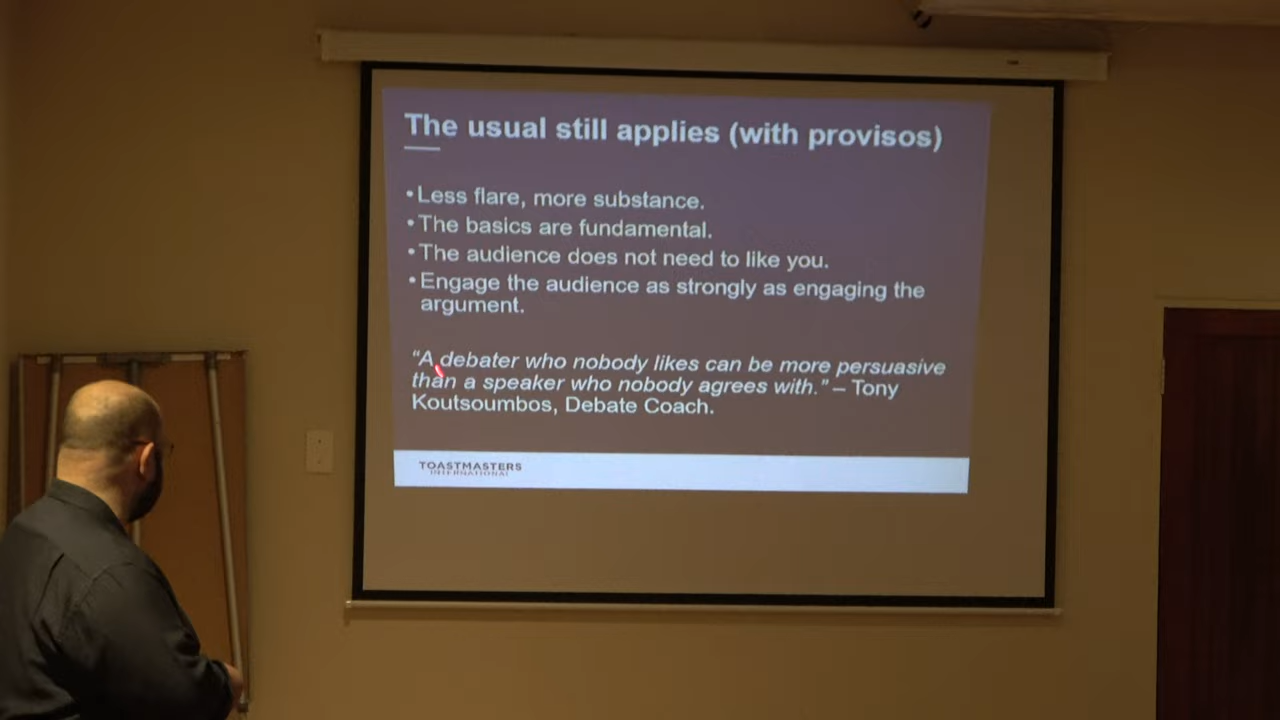 The usual still applies (with provisos)
•Less flare, more substance.
•The basics are fundamental.
•The audience does not need to like you.
•Engage the audience as strongly as engaging the
argument.
"A debater who nobody likes can be more persuasive
than a speaker who nobody agrees with." – Tony
Koutsoumbos, Debate Coach.
TOASTMASTERS
INTERNATIONAL